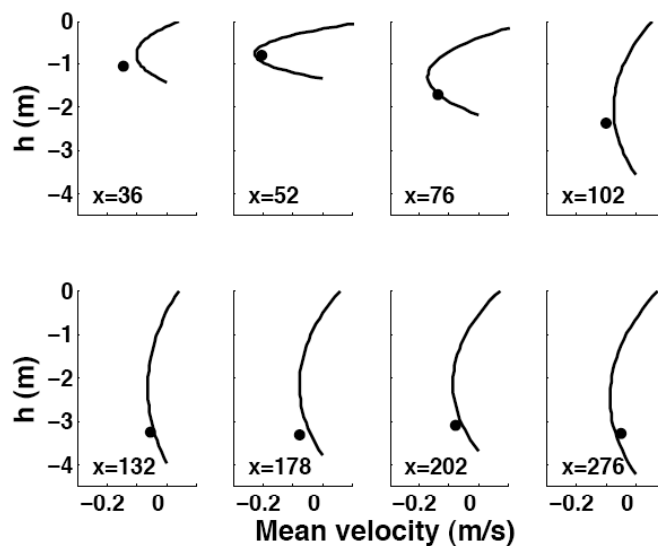 0
−1
−2
−3
−4
h (m)
x=36
x=52
x=76
x=102
0
−1
−2
−3
−4
h (m)
x=132
x=178
x=202
x=276
−0.2 0 −0.2 0 −0.2 0 −0.2 0
Mean velocity (m/s)